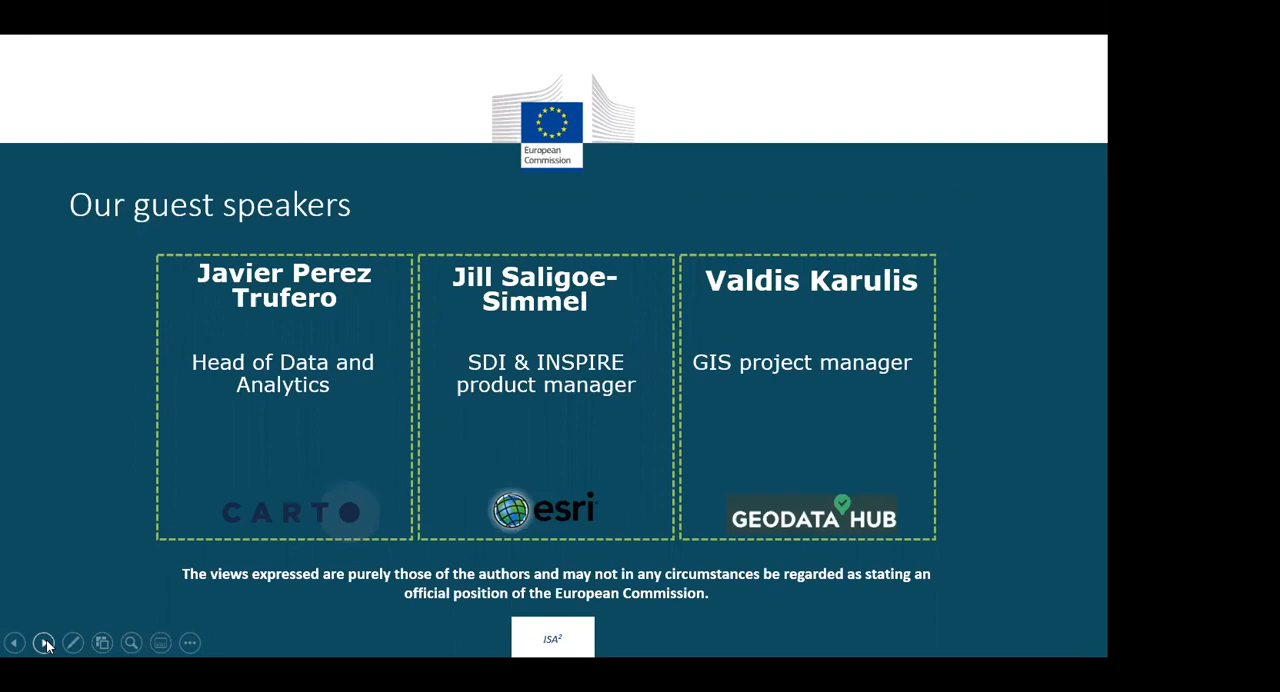 European
Commission
Our guest speakers
Javier Perez
Trufero
Head of Data and
Analytics
CARTO
Jill Saligoe-
Simmel
SDI & INSPIRE
product manager
esri
Valdis Karulis
GIS project manager
GEODATA HUB
The views expressed are purely those of the authors and may not in any circumstances be regarded as stating an
official position of the European Commission.
ISA²